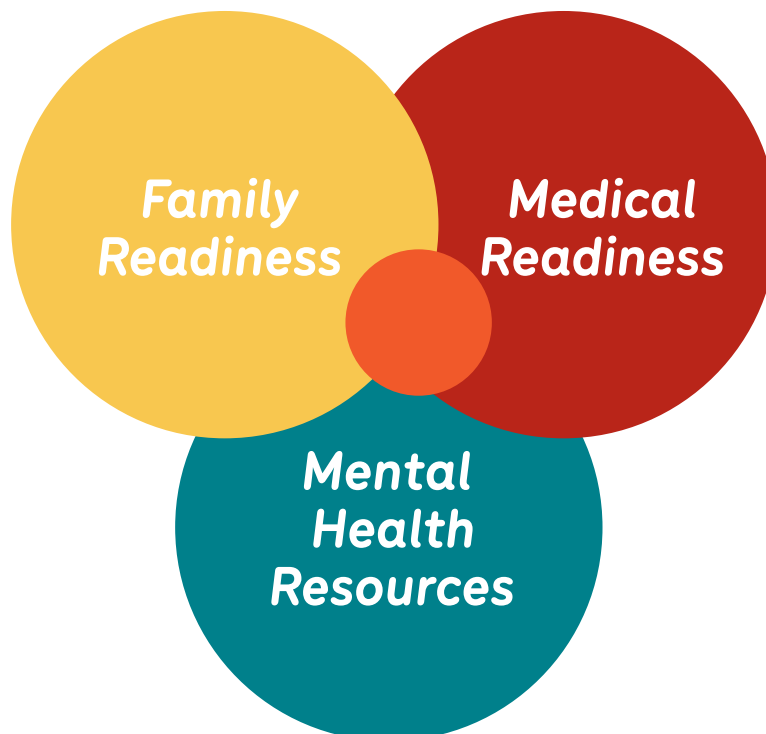 Family
Readiness
Medical
Readiness
Mental
Health
Resources